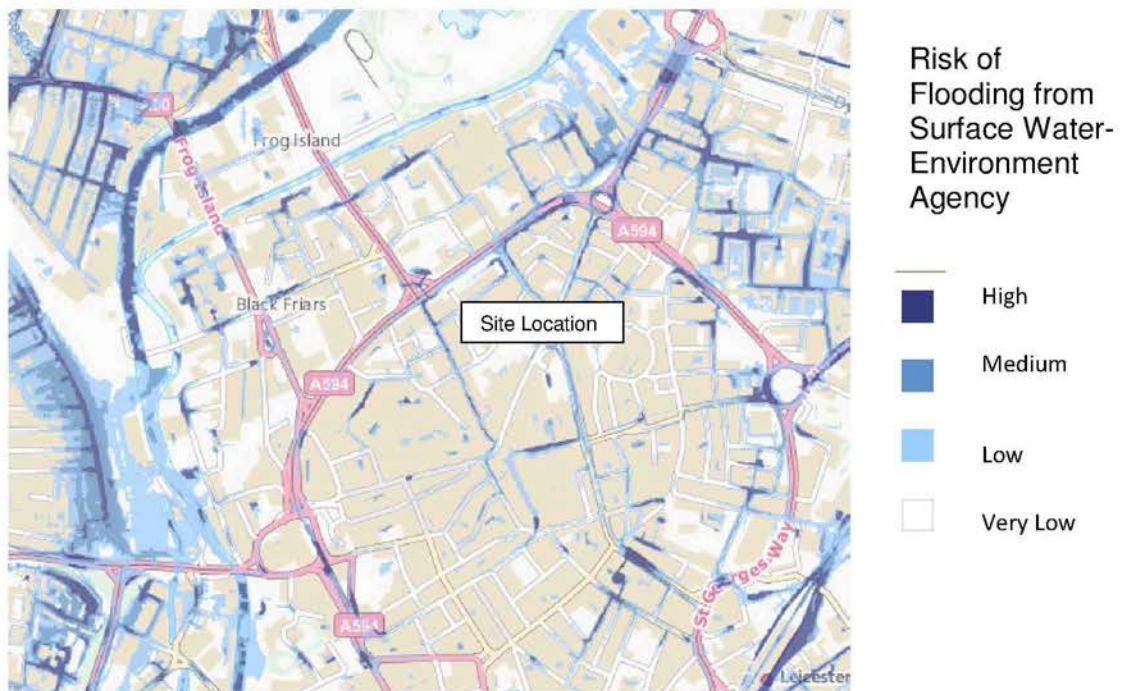 Frog Island
Frog Island
A594
Black Friars
Site Location
A594
A594
St Georges Way
Leicester
Risk of
Flooding from
Surface Water-
Environment
Agency
High
Medium
Low
Very Low